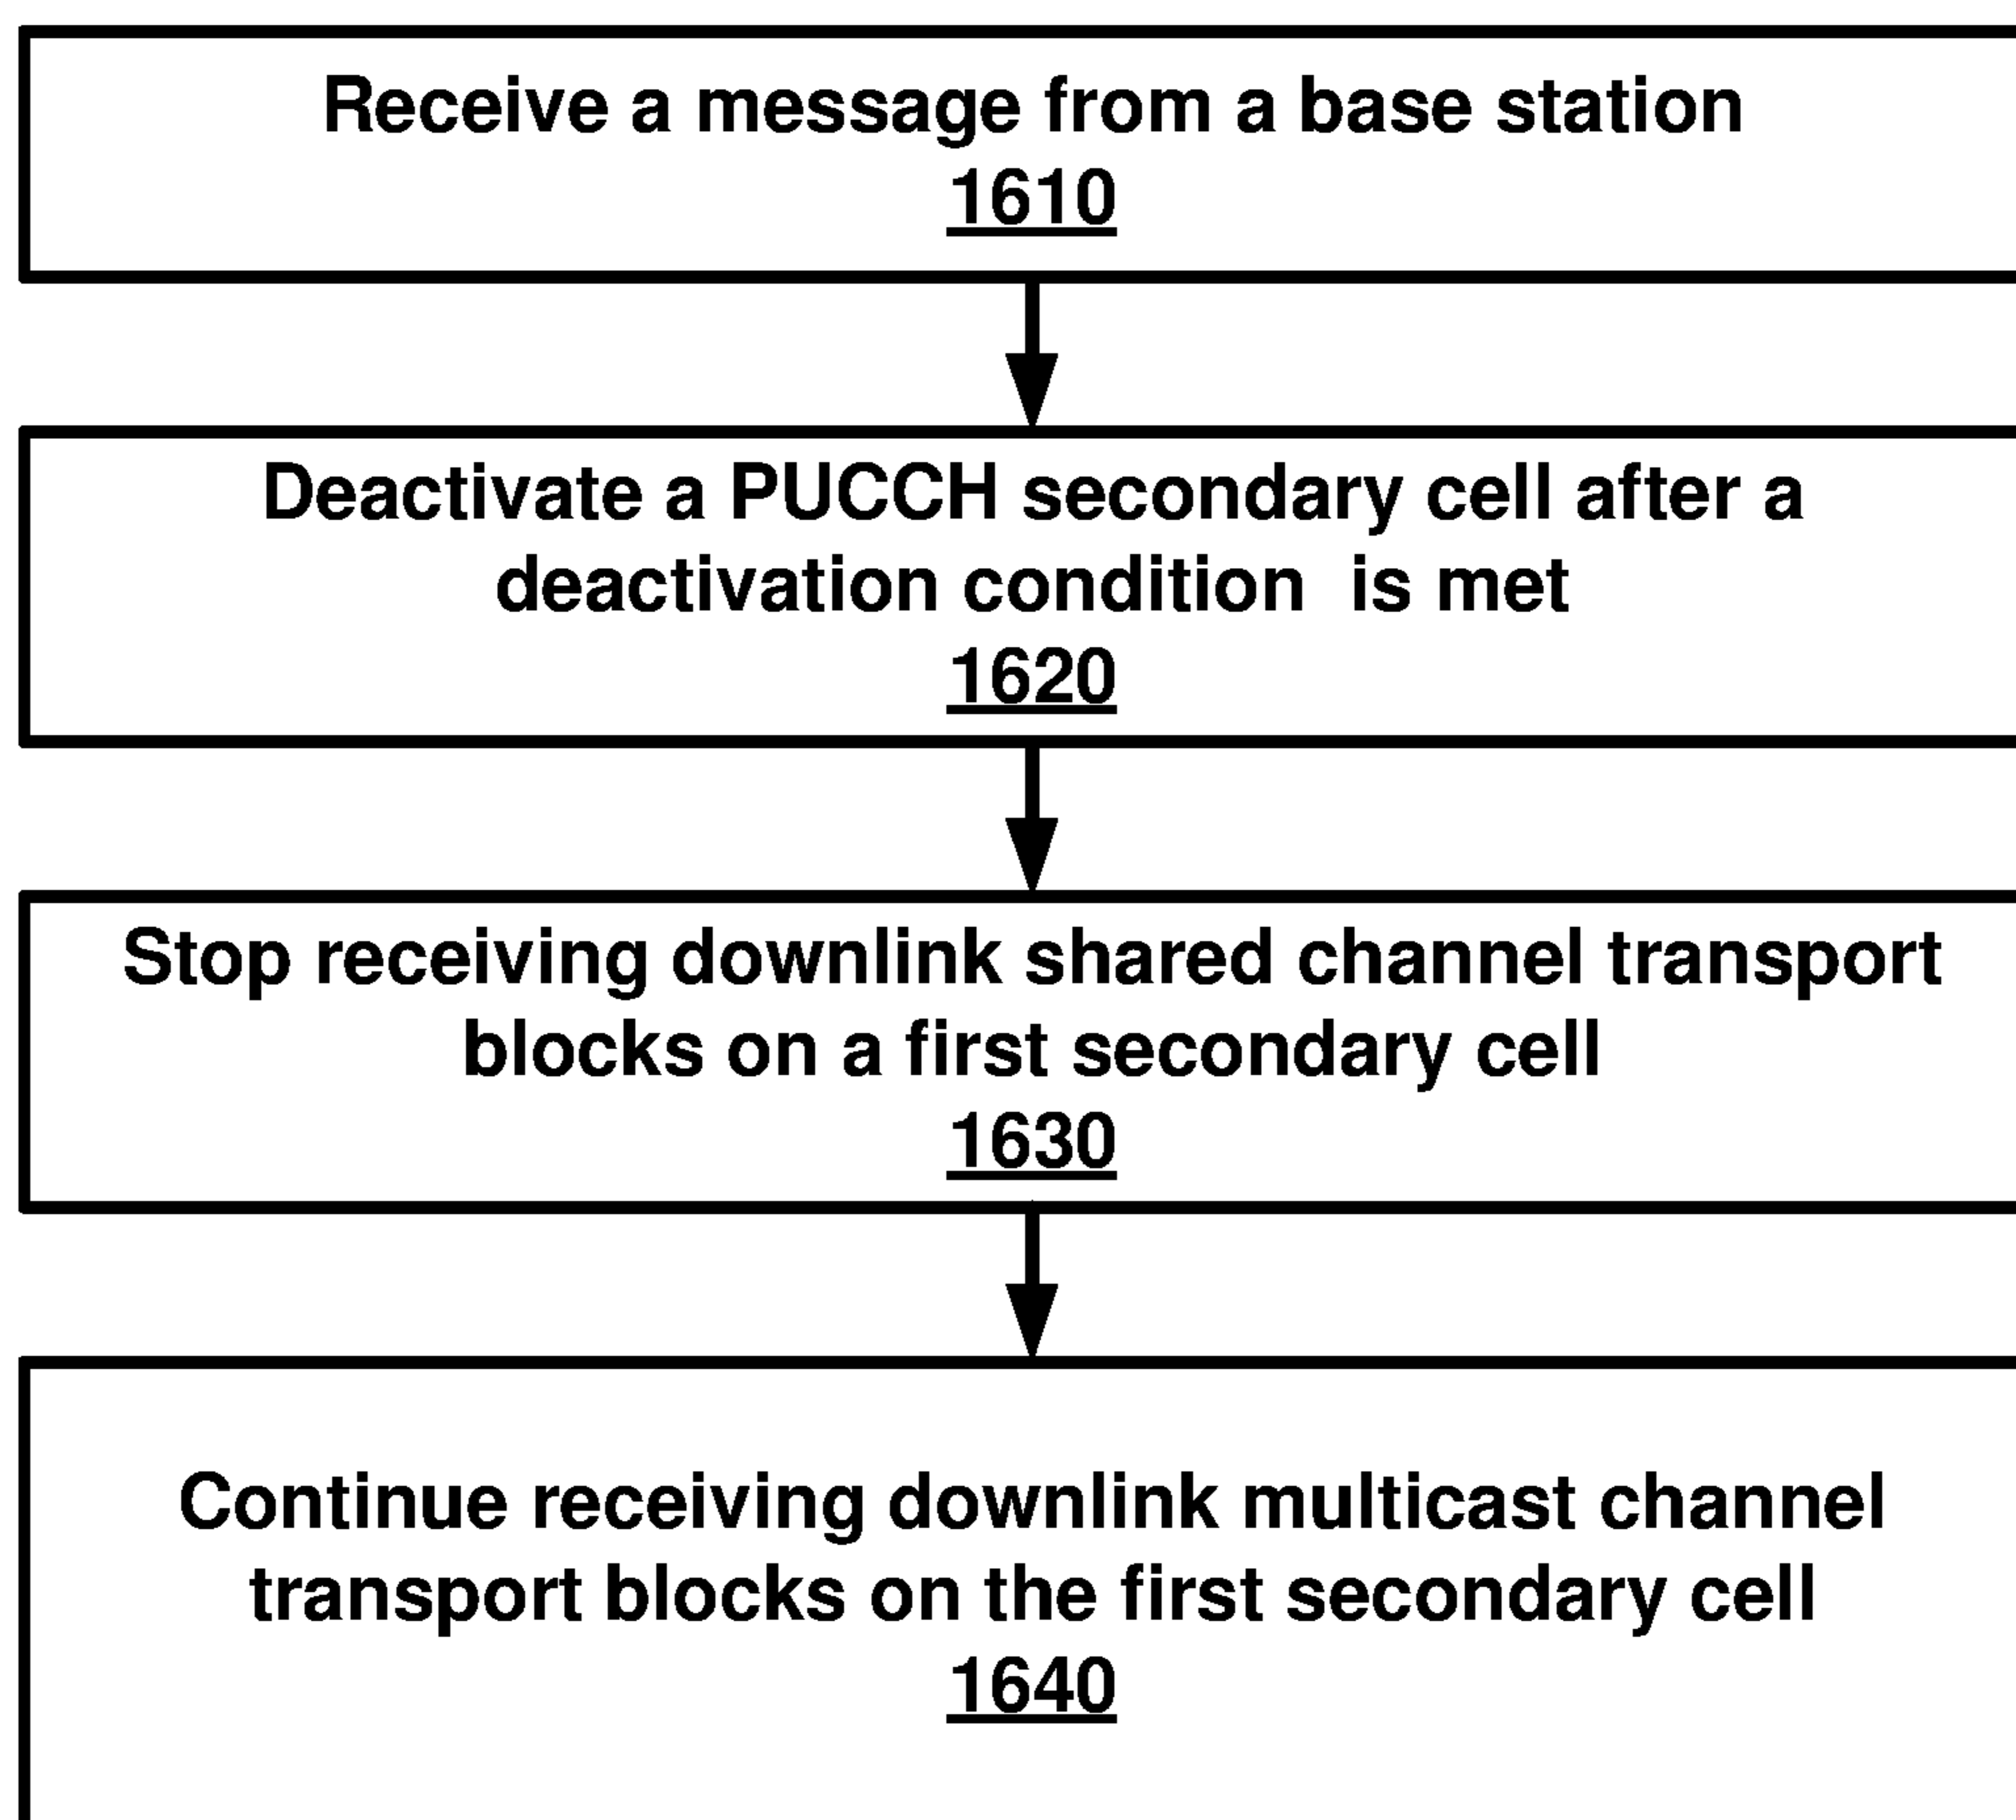 Receive a message from a base station
1610
Deactivate a PUCCH secondary cell after a
deactivation condition  is met
1620
Stop receiving downlink shared channel transport
blocks on a first secondary cell
1630
Continue receiving downlink multicast channel
transport blocks on the first secondary cell
1640